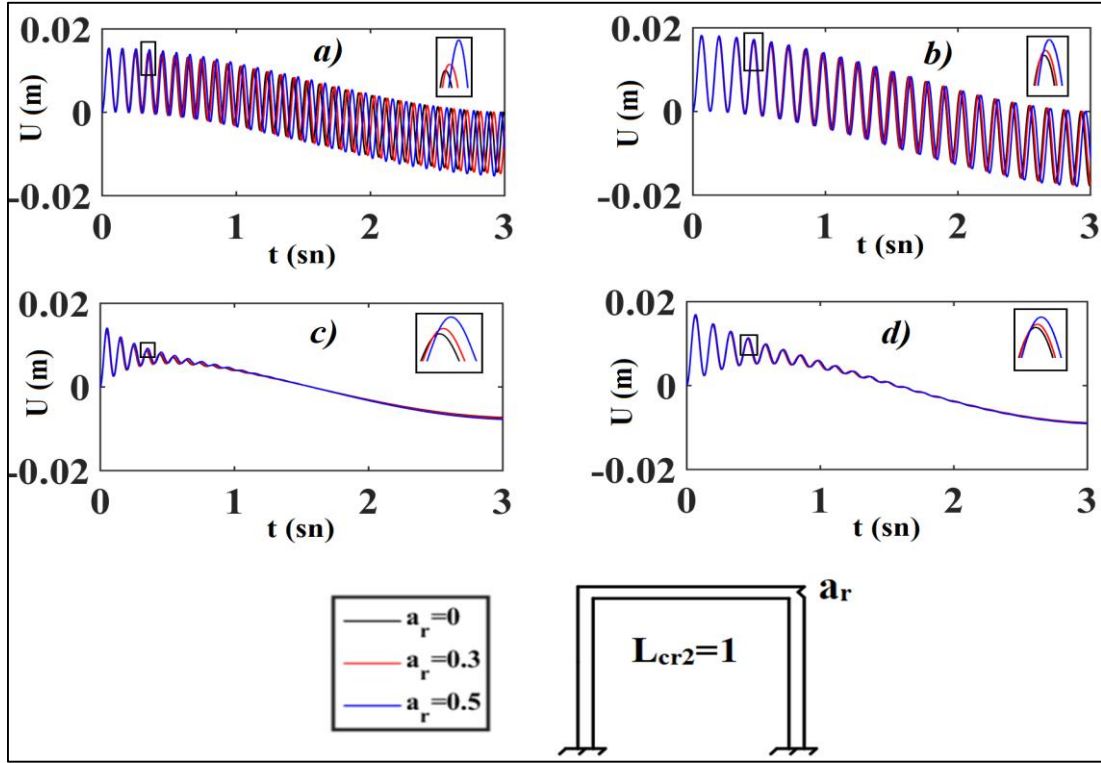 0.02
a)
U (m)
0
-0.02
0 1 2 3
t (sn)
0.02
b)
U (m)
0
-0.02
0 1 2 3
t (sn)
0.02
c)
U (m)
0
-0.02
0 1 2 3
t (sn)
0.02
d)
U (m)
0
-0.02
0 1 2 3
t (sn)
a_r=0
a_r=0.3
a_r=0.5
a_r
L_cr2=1